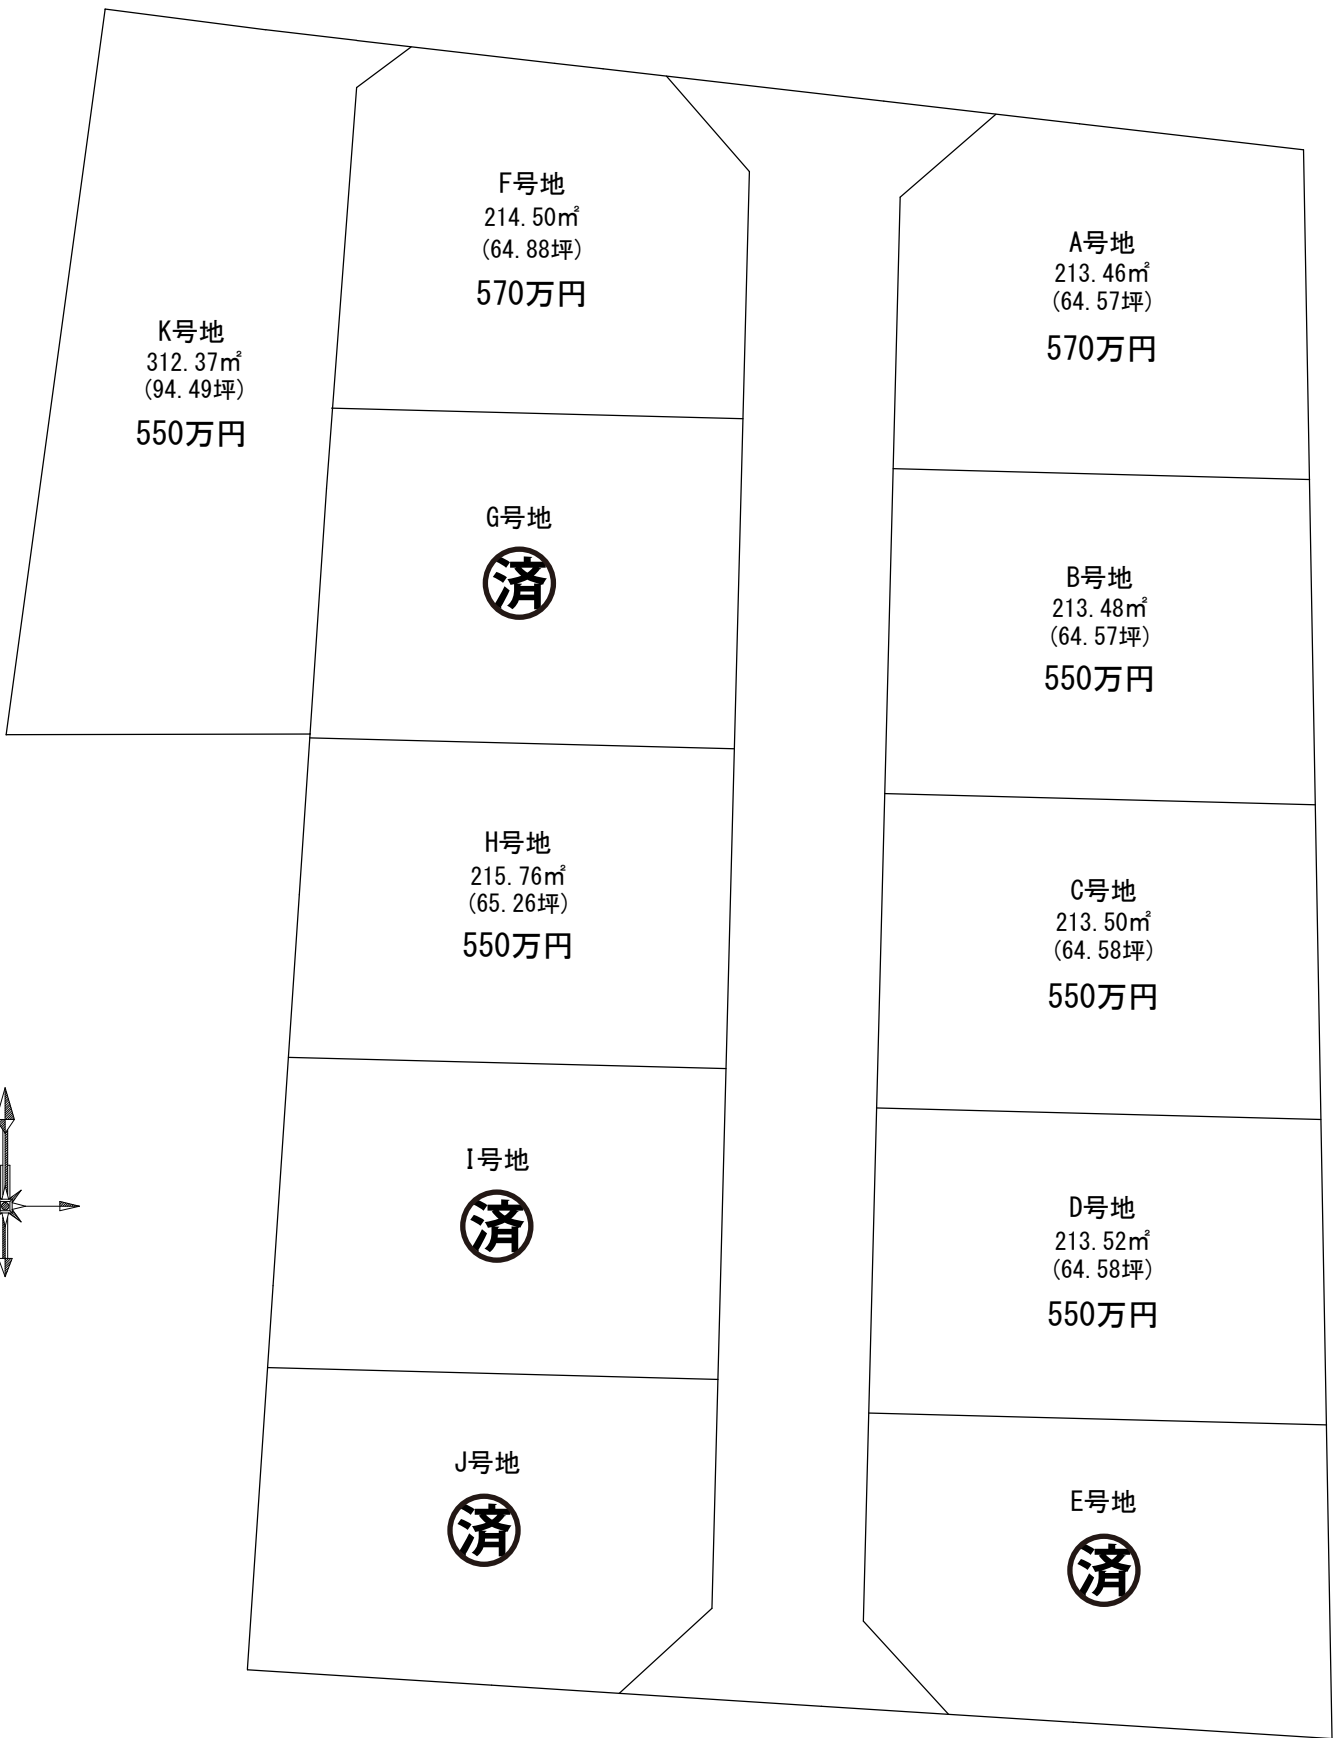 K号地
312.37㎡
(94.49坪)
550万円
F号地
214.50㎡
(64.88坪)
570万円
G号地
済
H号地
215.76㎡
(65.26坪)
550万円
I号地
済
J号地
済
A号地
213.46㎡
(64.57坪)
570万円
B号地
213.48㎡
(64.57坪)
550万円
C号地
213.50㎡
(64.58坪)
550万円
D号地
213.52㎡
(64.58坪)
550万円
E号地
済